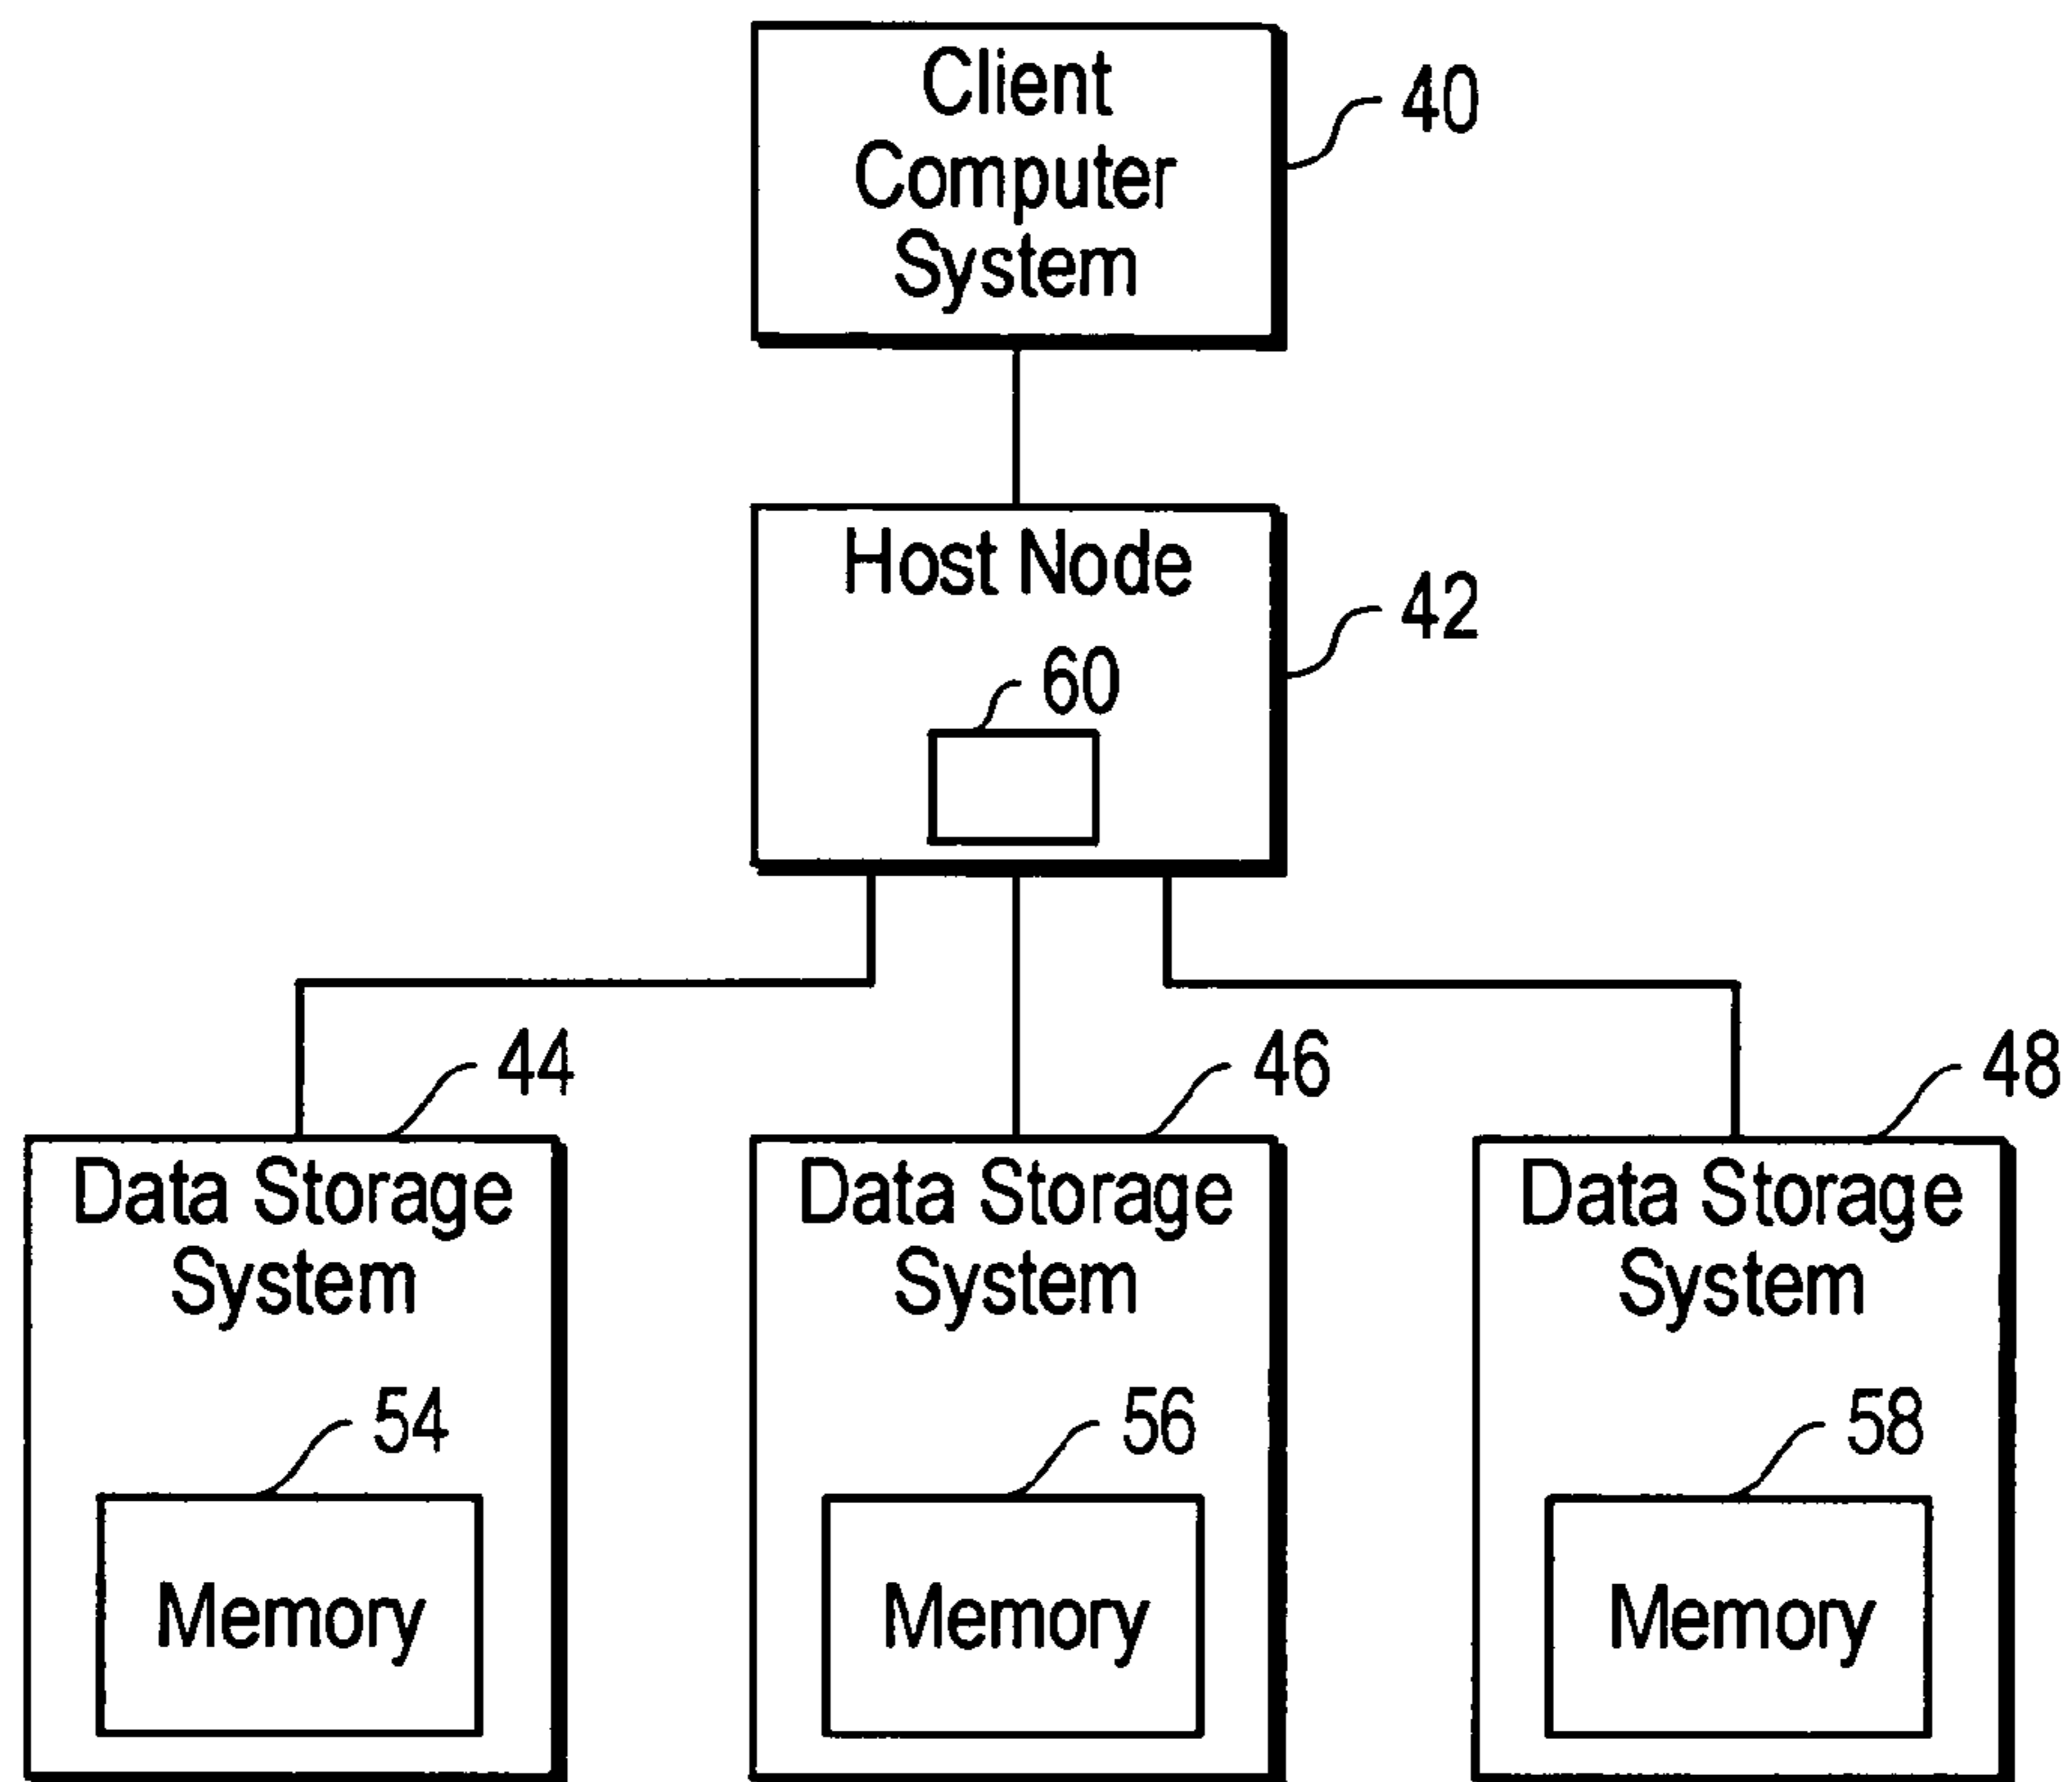 Client
Computer
System
40
Host Node
42
60
44
46
48
Data Storage
System
Data Storage
System
Data Storage
System
54
56
58
Memory
Memory
Memory